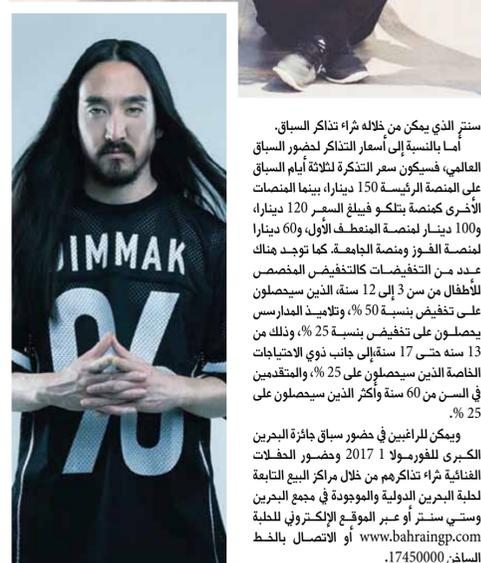 سنتر الذي يمكن من خلاله شراء تذاكر السباق.
أما بالنسبة إلى أسعار التذاكر لحضور السباق
العالمي، فسيكون سعر التذكرة لثلاثة أيام السباق
على المنصة الرئيسة 150 دينارا، بينما المنصات
الأخرى كمنصة بتلكو فيبلغ السعر 120 دينارا،
و100 دينار لمنصة المنعطف الأول، و60 دينارا
لمنصة الفوز ومنصة الجامعة. كما توجد هناك
عدد من التخفيضات كالتخفيض المخصص
للأطفال من سن 3 إلى 12 سنة، الذين سيحصلون
على تخفيض بنسبة 50 %، وتلاميذ المدارسس
يحصلون على تخفيض بنسبة 25 %، وذلك من
13 سنه حتى 17 سنة،إلى جانب ذوي الاحتياجات
الخاصة الذين سيحصلون على 25 %، والمتقدمين
في السن من 60 سنة وأكثر الذين سيحصلون على
25 %.
ويمكن للراغبين في حضور سباق جائزة البحرين
الكبرى للفورمولا 1 2017 وحضور الحفلات
الغنائية شراء تذاكرهم من خلال مراكز البيع التابعة
لحلبة البحرين الدولية والموجودة في مجمع البحرين
وستي سنتر أو عبر الموقع الإلكتروني للحلبة
www.bahraingp.com أو الاتصال بالخط
الساخن 17450000.
DIMMAK
%